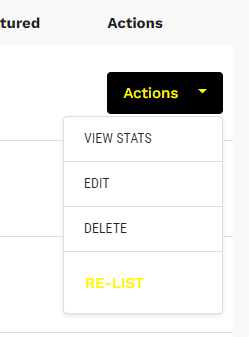 tured Actions
Actions
VIEW STATS
EDIT
DELETE
RE-LIST